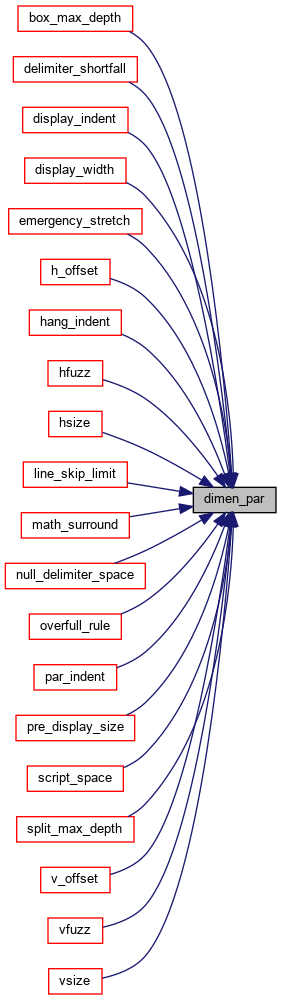 box_max_depth
delimiter_shortfall
display_indent
display_width
emergency_stretch
h_offset
hang_indent
hfuzz
hsize
line_skip_limit
dimen_par
math_surround
null_delimiter_space
overfull_rule
par_indent
pre_display_size
script_space
split_max_depth
v_offset
vfuzz
vsize